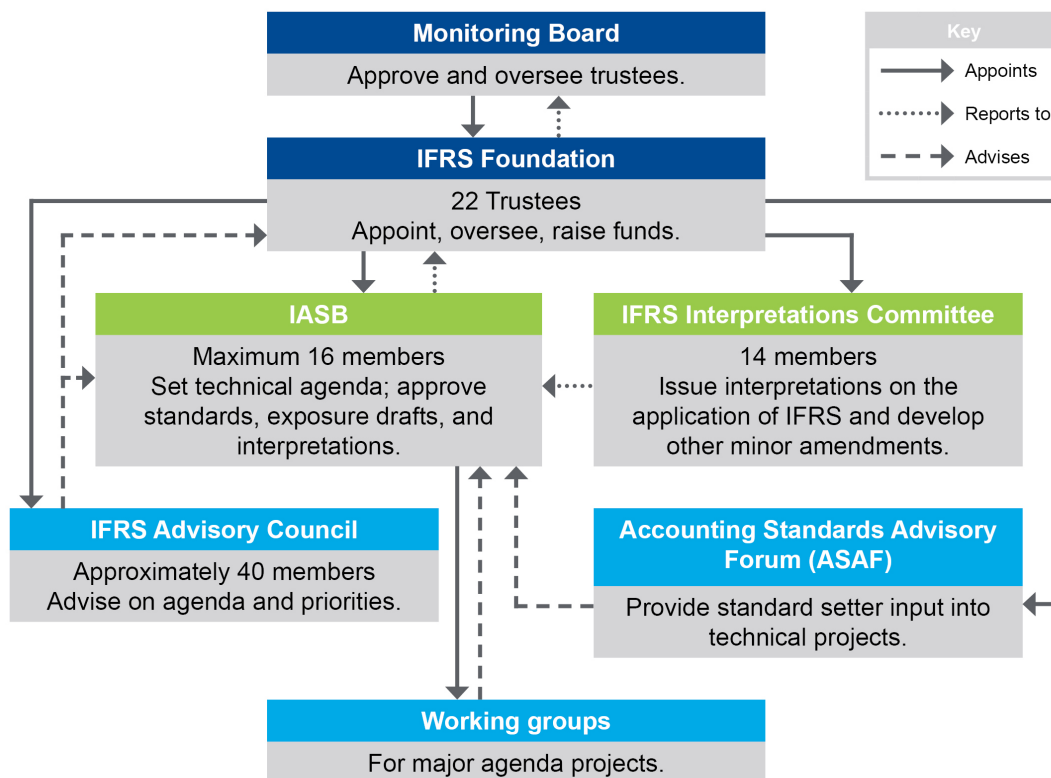 Monitoring Board
Approve and oversee trustees.
Key
Appoints
Reports to
Advises
IFRS Foundation
22 Trustees
Appoint, oversee, raise funds.
IASB
Maximum 16 members
Set technical agenda; approve
standards, exposure drafts, and
interpretations.
IFRS Interpretations Committee
14 members
Issue interpretations on the
application of IFRS and develop
other minor amendments.
IFRS Advisory Council
Approximately 40 members
Advise on agenda and priorities.
Accounting Standards Advisory
Forum (ASAF)
Provide standard setter input into
technical projects.
Working groups
For major agenda projects.